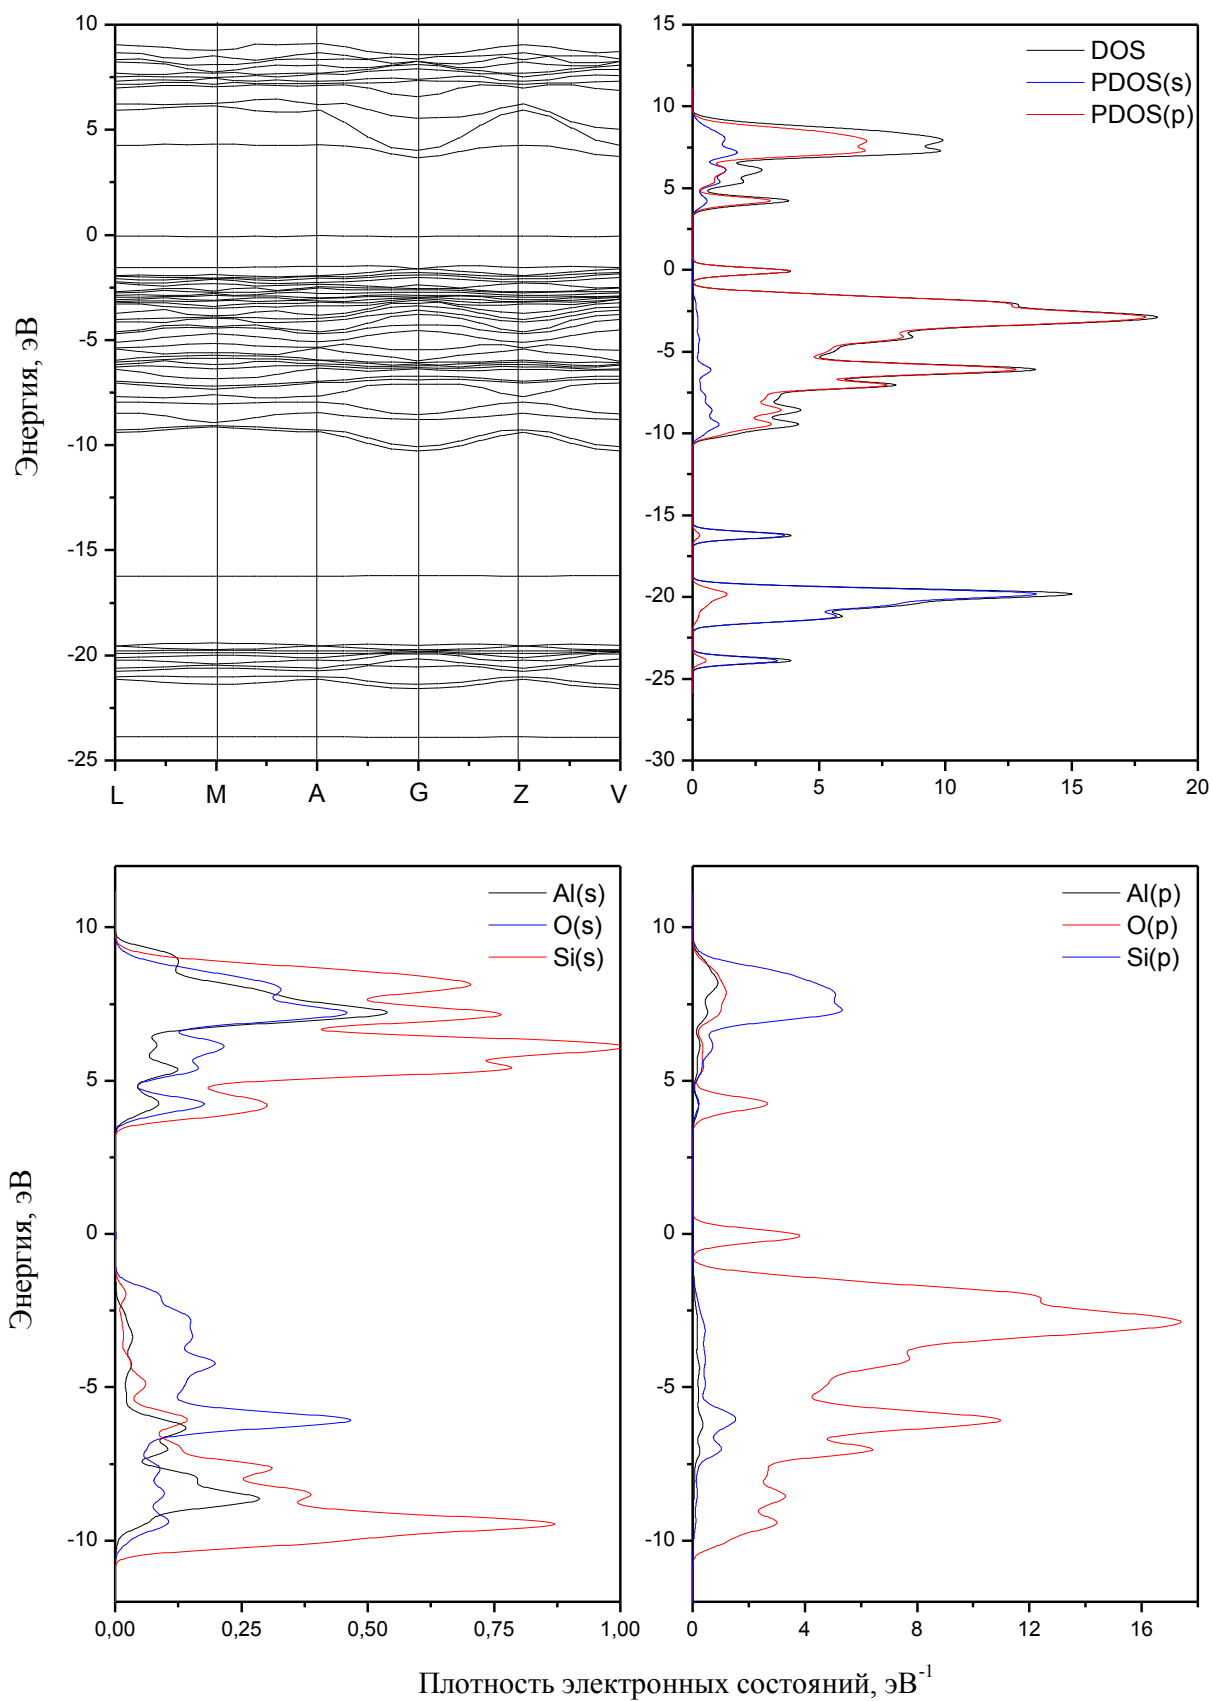 10
5
0
-5
-10
-15
-20
-25
L M A G Z V
Энергия, эВ
15
10
5
0
-5
-10
-15
-20
-25
-30
0 5 10 15 20
DOS
PDOS(s)
PDOS(p)
10
5
0
-5
-10
0,00 0,25 0,50 0,75 1,00
Al(s)
O(s)
Si(s)
Энергия, эВ
10
5
0
-5
-10
0 4 8 12 16
Al(p)
O(p)
Si(p)
Плотность электронных состояний, эВ⁻¹